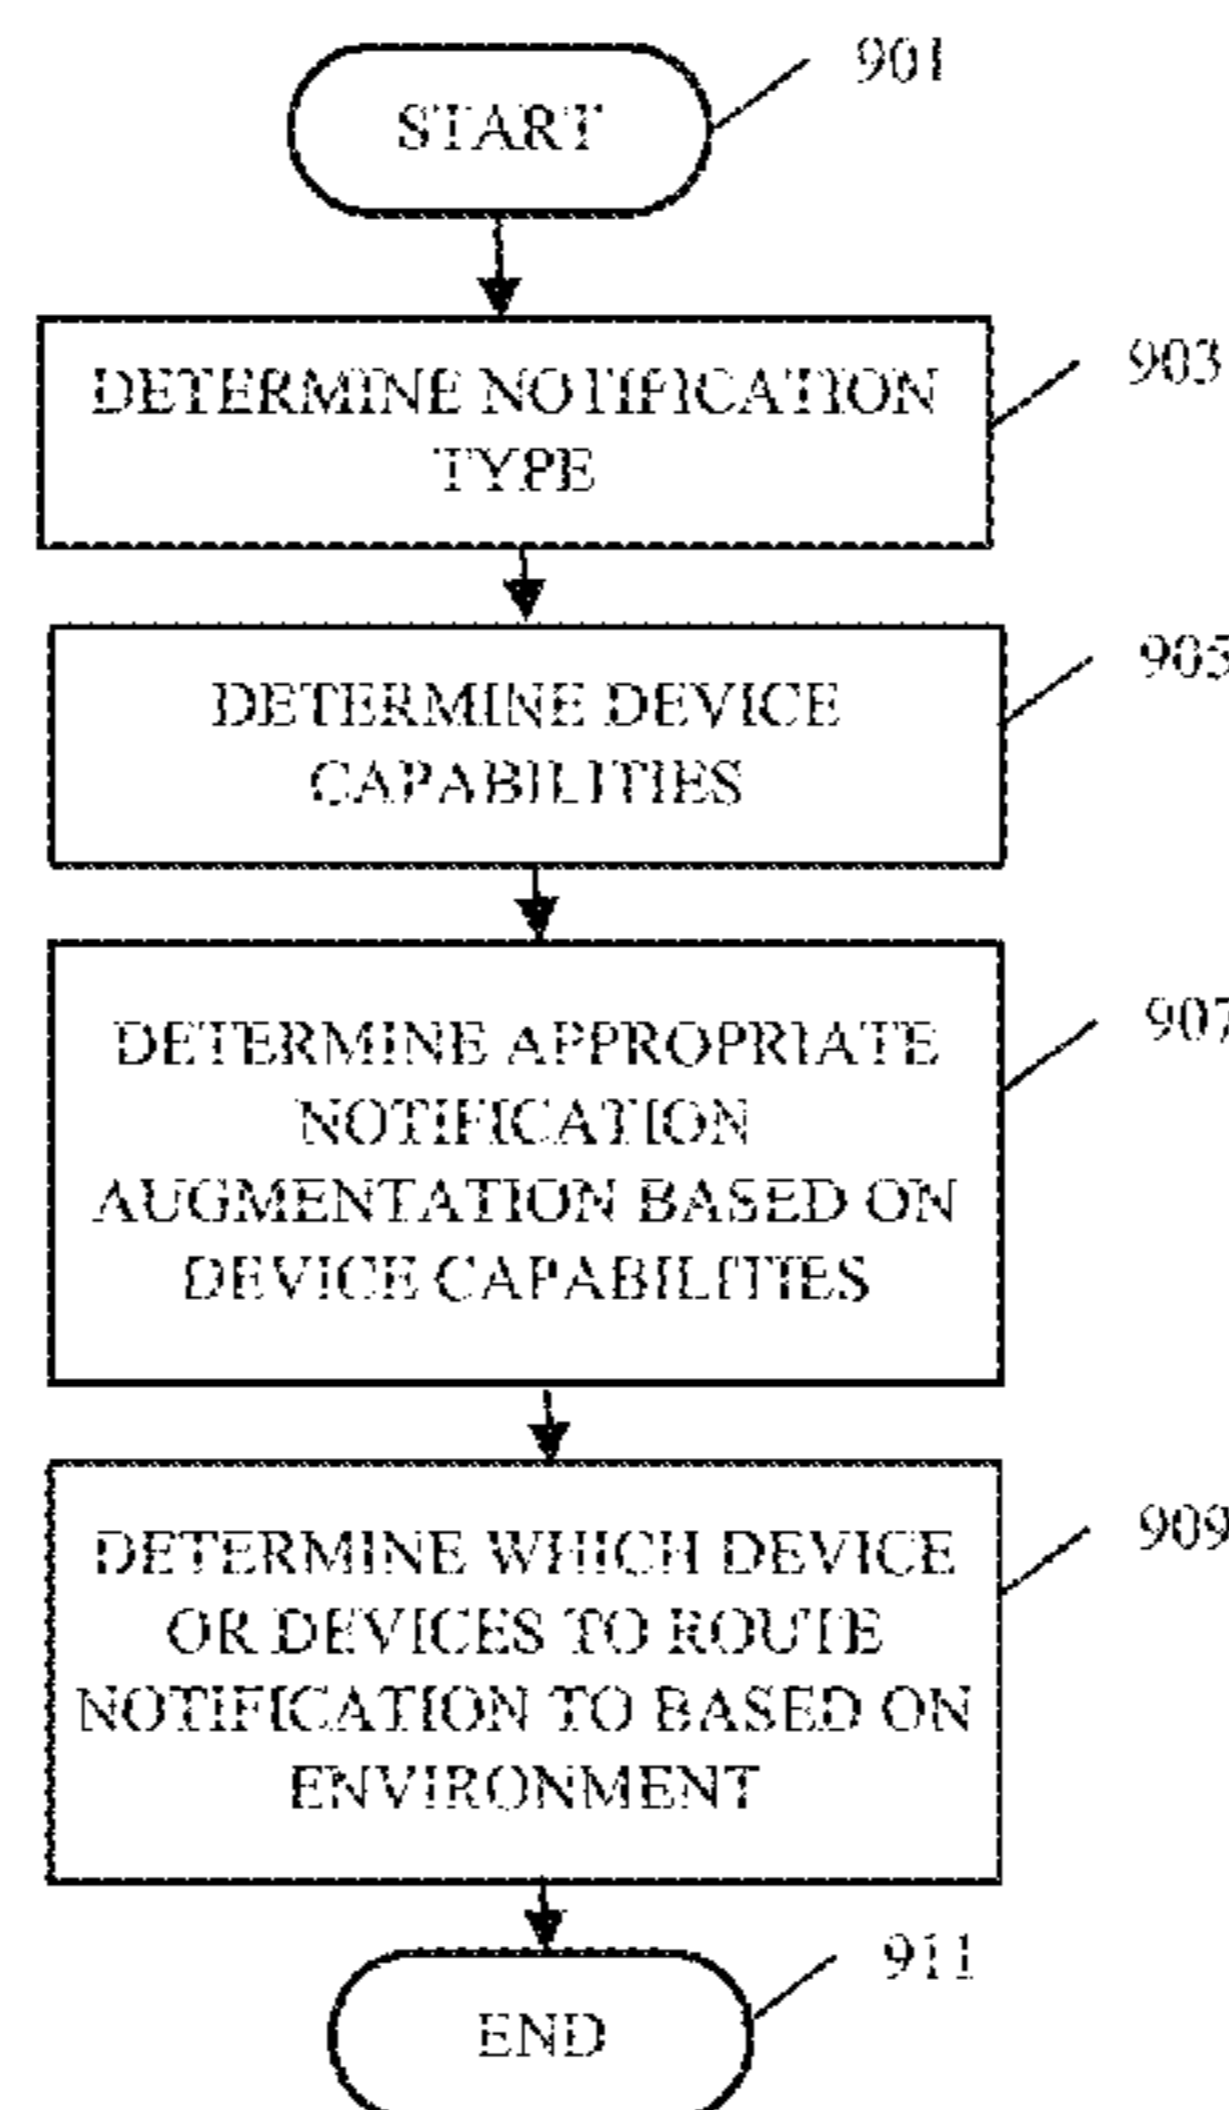 START
901
DETERMINE NOTIFICATION
TYPE
903
DETERMINE DEVICE
CAPABILITIES
905
DETERMINE APPROPRIATE
NOTIFICATION
AUGMENTATION BASED ON
DEVICE CAPABILITIES
907
DETERMINE WHICH DEVICE
OR DEVICES TO ROUTE
NOTIFICATION TO BASED ON
ENVIRONMENT
909
END
911